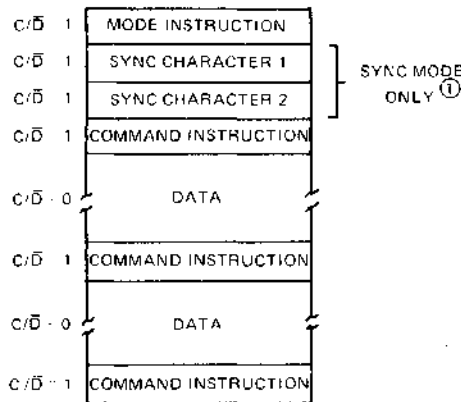 C/D̅ 1 MODE INSTRUCTION
C/D̅ 1 SYNC CHARACTER 1
C/D̅ 1 SYNC CHARACTER 2
SYNC MODE
ONLY ①
C/D̅ 1 COMMAND INSTRUCTION
C/D̅ · 0 DATA
C/D̅ 1 COMMAND INSTRUCTION
C/D̅ · 0 DATA
C/D̅ · 1 COMMAND INSTRUCTION